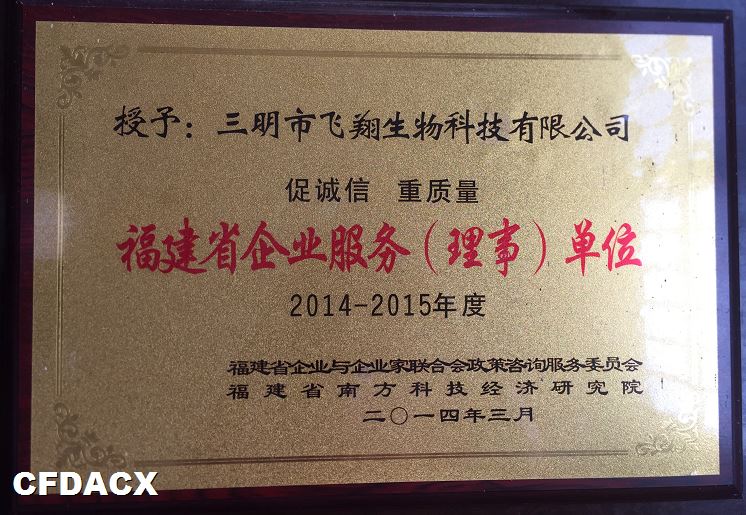 授予：三明市飞翔生物科技有限公司
促诚信 重质量
福建省企业服务（理事）单位
2014-2015年度
福建省企业与企业家联合会政策咨询服务委员会
福建省南方科技经济研究院
二〇一四年三月
CFDACX